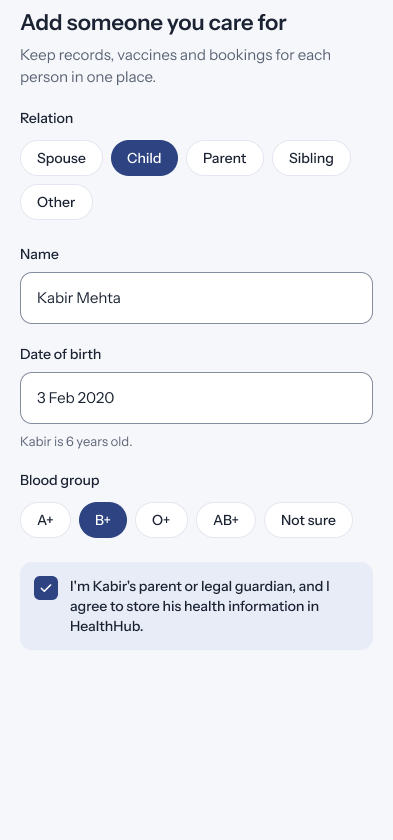 Add someone you care for
Keep records, vaccines and bookings for each
person in one place.
Relation
Spouse Child Parent Sibling
Other
Name
Kabir Mehta
Date of birth
3 Feb 2020
Kabir is 6 years old.
Blood group
A+ B+ O+ AB+ Not sure
I'm Kabir's parent or legal guardian, and I
agree to store his health information in
HealthHub.